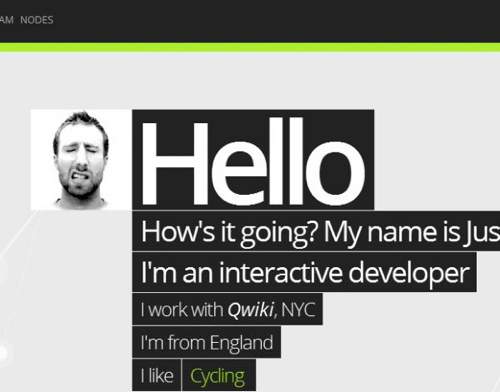 AM NODES
Hello
How's it going? My name is Jus
I'm an interactive developer
I work with Qwiki, NYC
I'm from England
I like Cycling